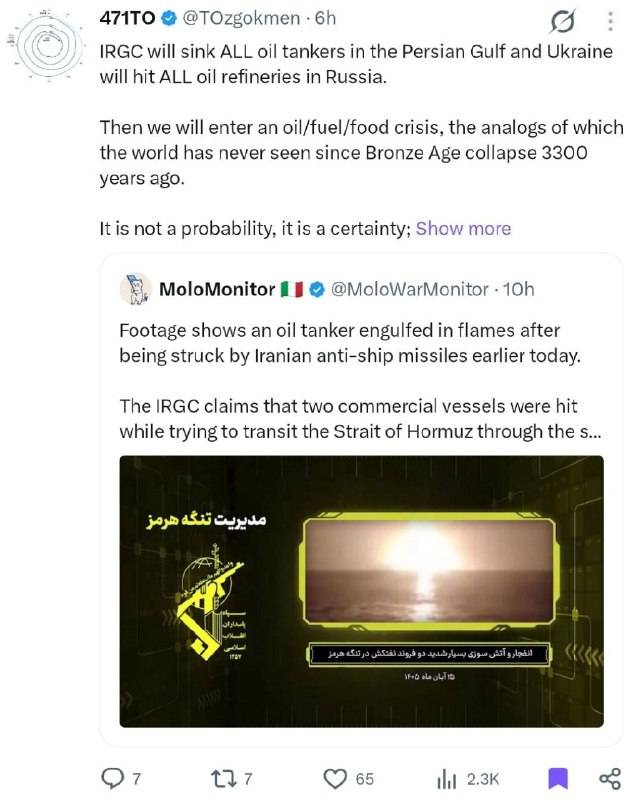 471TO @TOzgokmen · 6h
IRGC will sink ALL oil tankers in the Persian Gulf and Ukraine
will hit ALL oil refineries in Russia.
Then we will enter an oil/fuel/food crisis, the analogs of which
the world has never seen since Bronze Age collapse 3300
years ago.
It is not a probability, it is a certainty; Show more
MoloMonitor 🇮🇹 @MoloWarMonitor · 10h
Footage shows an oil tanker engulfed in flames after
being struck by Iranian anti-ship missiles earlier today.
The IRGC claims that two commercial vessels were hit
while trying to transit the Strait of Hormuz through the s...
مدیریت تنگه هرمز
سپاه
پاسداران
انقلاب
اسلامی
۱۳۵۷
انفجار و آتش سوزی بسیار شدید دو فروند نفتکش در تنگه هرمز
7 7 65 2.3K